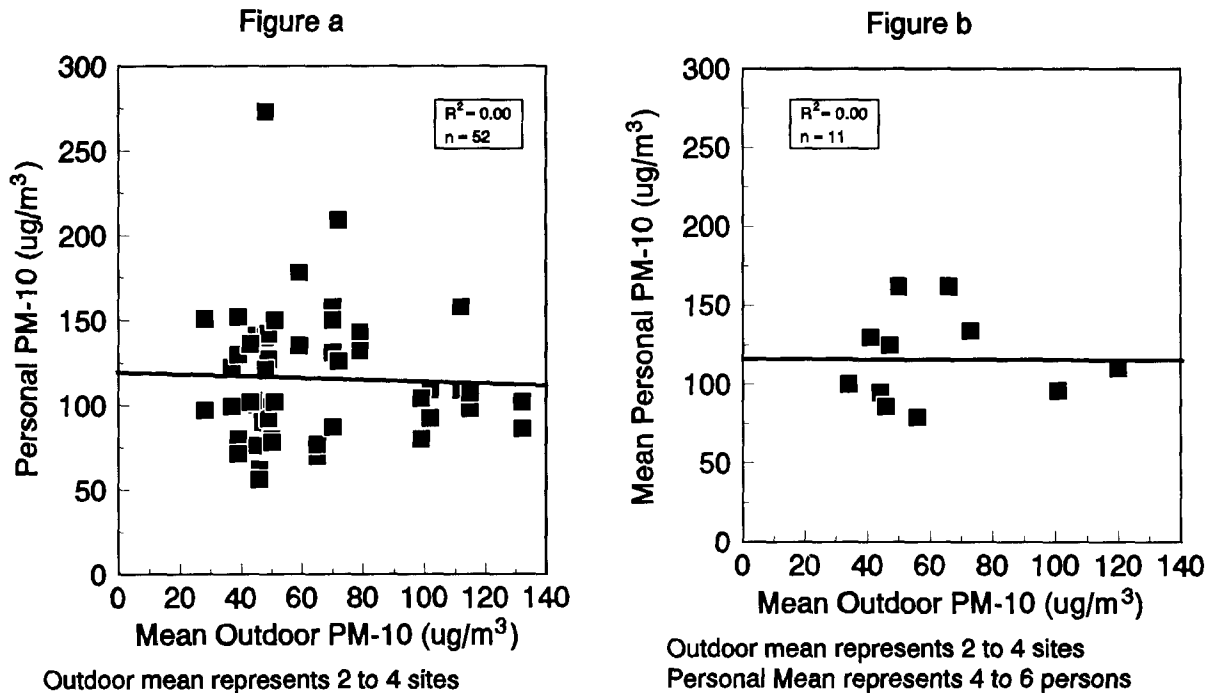 Figure a
R²= 0.00
n = 52
300
250
200
150
100
50
0
Personal PM-10 (ug/m³)
0 20 40 60 80 100 120 140
Mean Outdoor PM-10 (ug/m³)
Outdoor mean represents 2 to 4 sites
Figure b
R²= 0.00
n = 11
300
250
200
150
100
50
0
Mean Personal PM-10 (ug/m³)
0 20 40 60 80 100 120 140
Mean Outdoor PM-10 (ug/m³)
Outdoor mean represents 2 to 4 sites
Personal Mean represents 4 to 6 persons